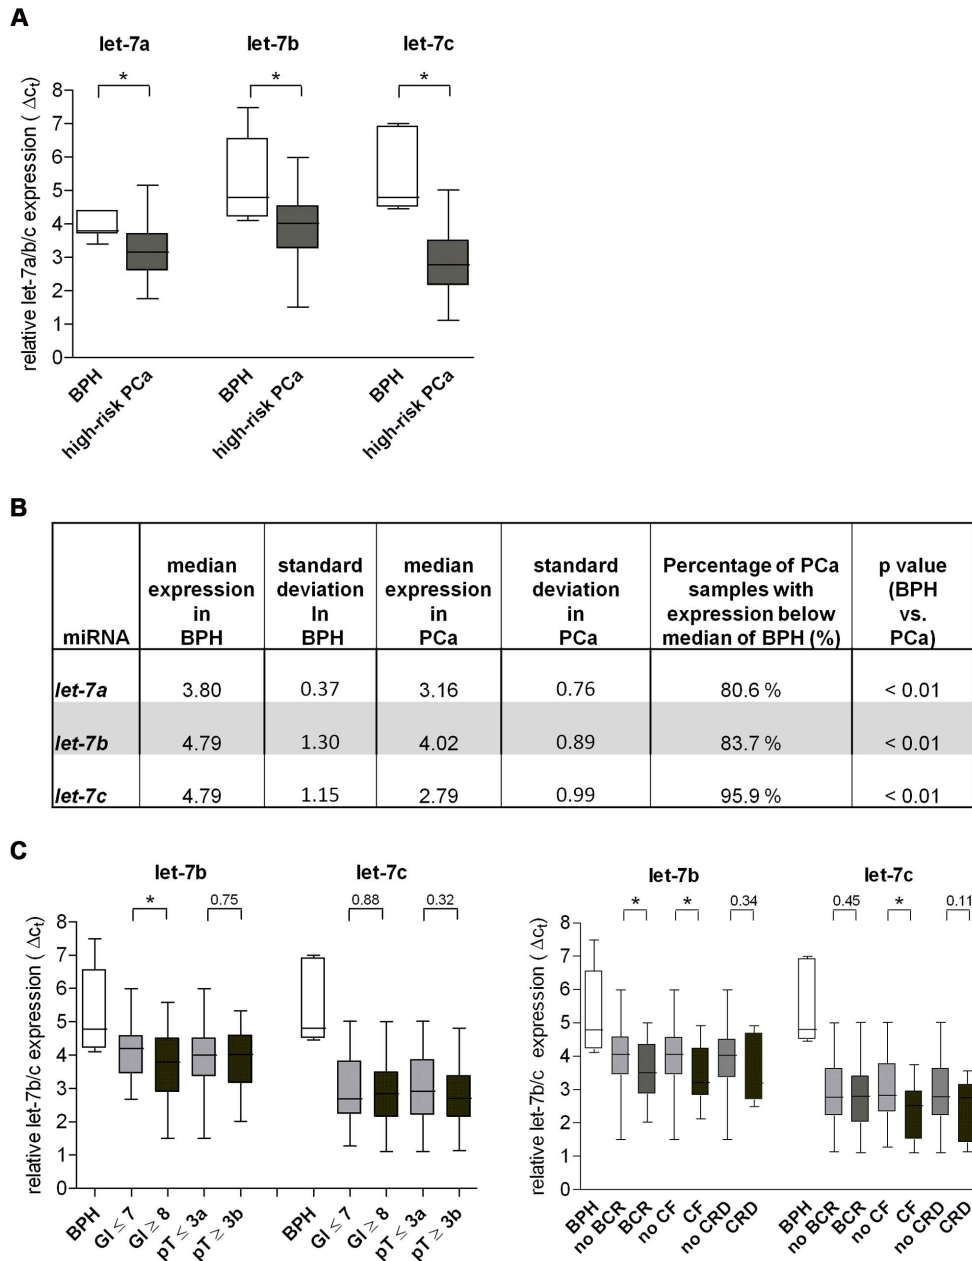 A
let-7a let-7b let-7c
* * *
relative let-7a/b/c expression ( Δct)
8
7
6
5
4
3
2
1
0
BPH high-risk PCa BPH high-risk PCa BPH high-risk PCa
B
miRNA
median expression in BPH
standard deviation In BPH
median expression in PCa
standard deviation in PCa
Percentage of PCa samples with expression below median of BPH (%)
p value (BPH vs. PCa)
let-7a 3.80 0.37 3.16 0.76 80.6 % < 0.01
let-7b 4.79 1.30 4.02 0.89 83.7 % < 0.01
let-7c 4.79 1.15 2.79 0.99 95.9 % < 0.01
C
let-7b let-7c
* 0.75 0.88 0.32
relative let-7b/c expression ( Δct)
8
7
6
5
4
3
2
1
0
BPH Gl ≤ 7 Gl ≥ 8 pT ≤ 3a pT ≥ 3b BPH Gl ≤ 7 Gl ≥ 8 pT ≤ 3a pT ≥ 3b
let-7b let-7c
* * 0.34 0.45 * 0.11
relative let-7b/c expression ( Δct)
8
7
6
5
4
3
2
1
0
BPH no BCR BCR no CF CF no CRD CRD BPH no BCR BCR no CF CF no CRD CRD